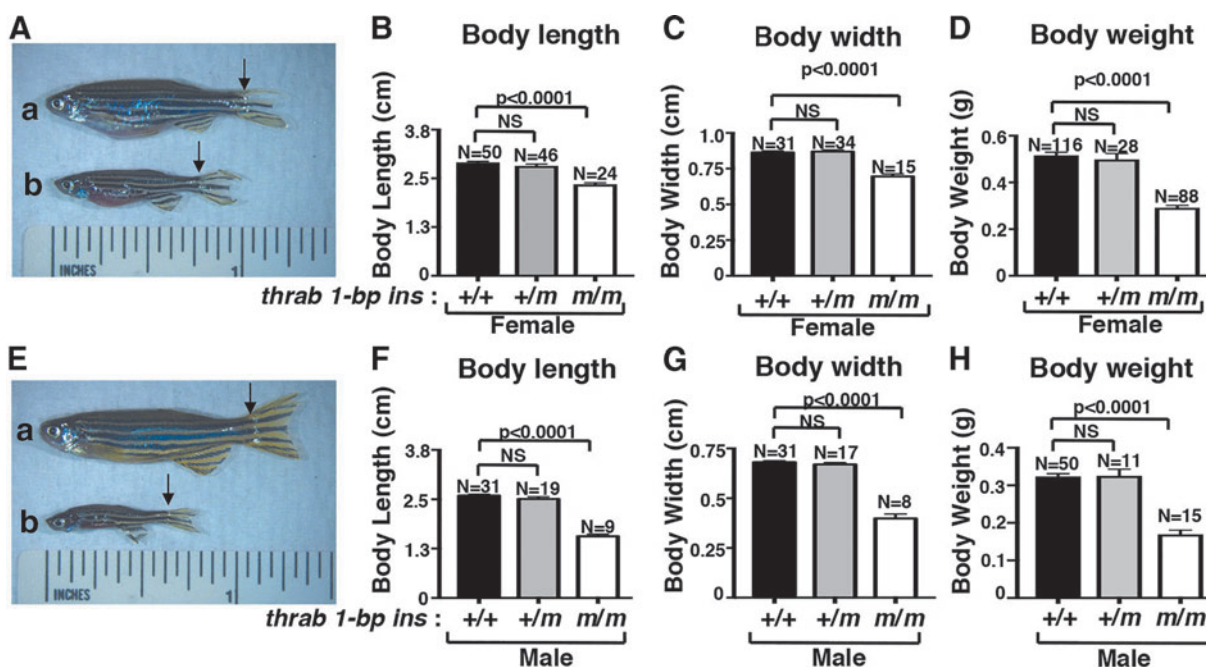 A
a
b
INCHES
1
B
Body length
Body Length (cm)
p<0.0001
NS
3.8
2.5
1.3
0
N=50
N=46
N=24
C
Body width
Body Width (cm)
p<0.0001
NS
1.0
0.75
0.5
0.25
0
N=31
N=34
N=15
D
Body weight
Body Weight (g)
p<0.0001
NS
0.6
0.4
0.2
0
N=116
N=28
N=88
thrab 1-bp ins : +/+ +/m m/m
+/+ +/m m/m
+/+ +/m m/m
Female
Female
Female
E
a
b
INCHES
1
F
Body length
Body Length (cm)
p<0.0001
NS
3.8
2.5
1.3
0
N=31
N=19
N=9
G
Body width
Body Width (cm)
p<0.0001
NS
0.75
0.5
0.25
0
N=31
N=17
N=8
H
Body weight
Body Weight (g)
p<0.0001
NS
0.4
0.3
0.2
0.1
0
N=50
N=11
N=15
thrab 1-bp ins : +/+ +/m m/m
+/+ +/m m/m
+/+ +/m m/m
Male
Male
Male